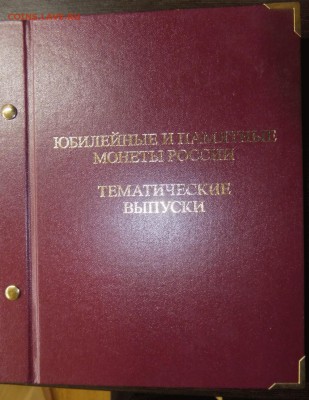 ЮБИЛЕЙНЫЕ И ПАМЯТНЫЕ
МОНЕТЫ РОССИИ
ТЕМАТИЧЕСКИЕ
ВЫПУСКИ